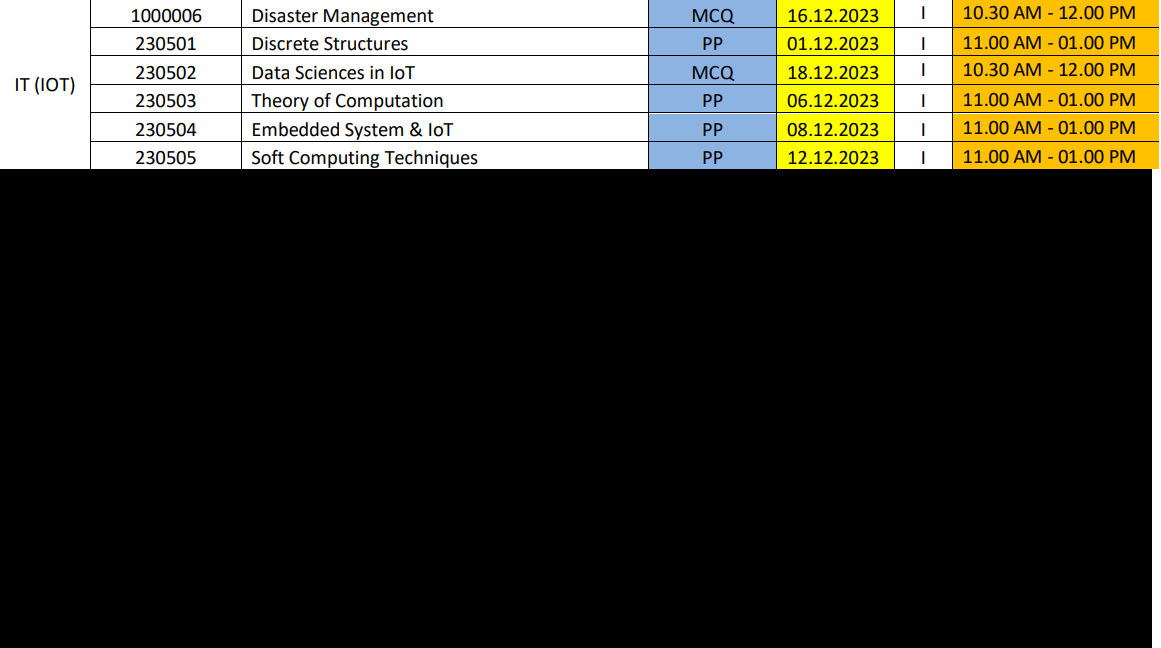 1000006 Disaster Management MCQ 16.12.2023 I 10.30 AM - 12.00 PM
230501 Discrete Structures PP 01.12.2023 I 11.00 AM - 01.00 PM
230502 Data Sciences in IoT MCQ 18.12.2023 I 10.30 AM - 12.00 PM
IT (IOT)
230503 Theory of Computation PP 06.12.2023 I 11.00 AM - 01.00 PM
230504 Embedded System & IoT PP 08.12.2023 I 11.00 AM - 01.00 PM
230505 Soft Computing Techniques PP 12.12.2023 I 11.00 AM - 01.00 PM